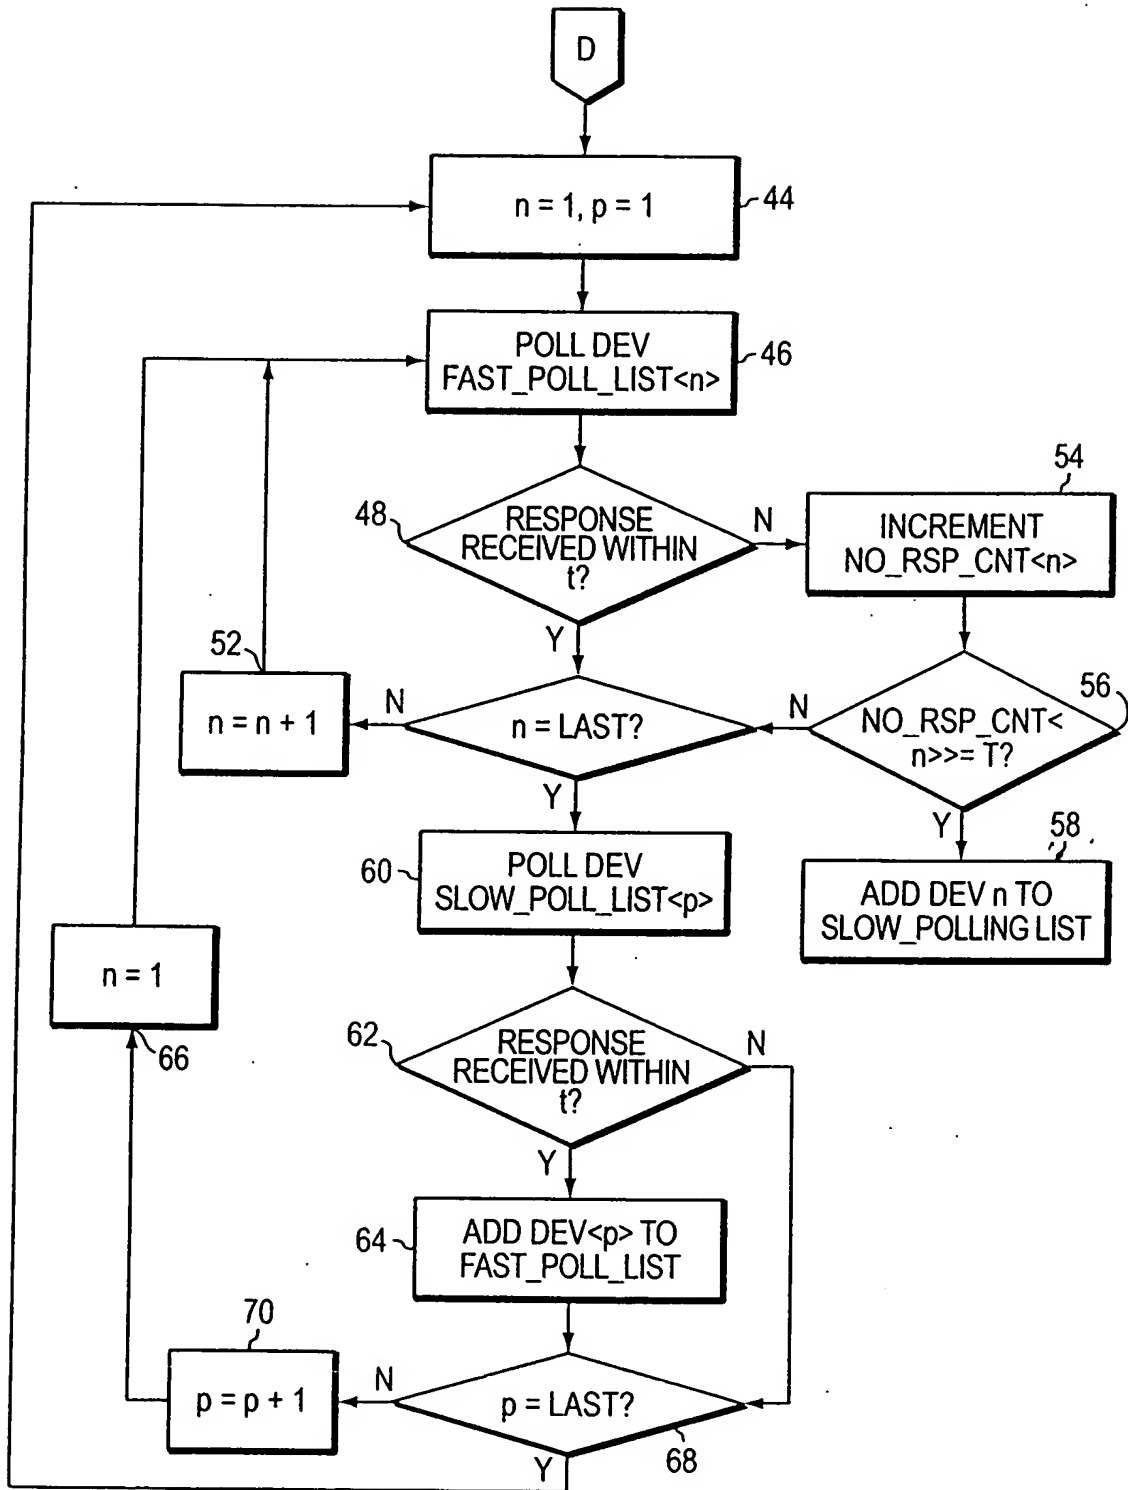 D
n = 1, p = 1
44
POLL DEV
FAST_POLL_LIST<n>
46
48
RESPONSE
RECEIVED WITHIN
t?
N
Y
54
INCREMENT
NO_RSP_CNT<n>
52
n = n + 1
N
n = LAST?
Y
N
NO_RSP_CNT<
n>>= T?
56
Y
58
ADD DEV n TO
SLOW_POLLING LIST
60
POLL DEV
SLOW_POLL_LIST<p>
n = 1
66
62
RESPONSE
RECEIVED WITHIN
t?
N
Y
64
ADD DEV<p> TO
FAST_POLL_LIST
70
p = p + 1
N
p = LAST?
68
Y